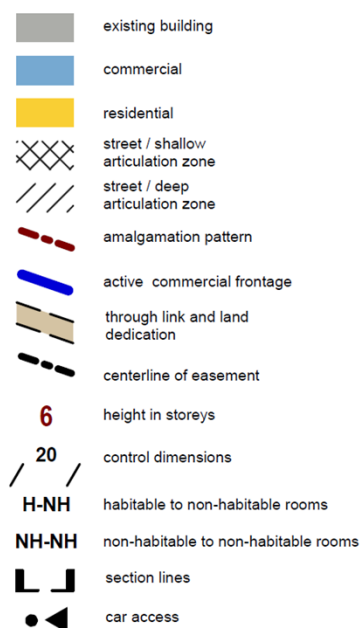 existing building
commercial
residential
street / shallow
articulation zone
street / deep
articulation zone
amalgamation pattern
active commercial frontage
through link and land
dedication
centerline of easement
6 height in storeys
20 control dimensions
H-NH habitable to non-habitable rooms
NH-NH non-habitable to non-habitable rooms
section lines
car access